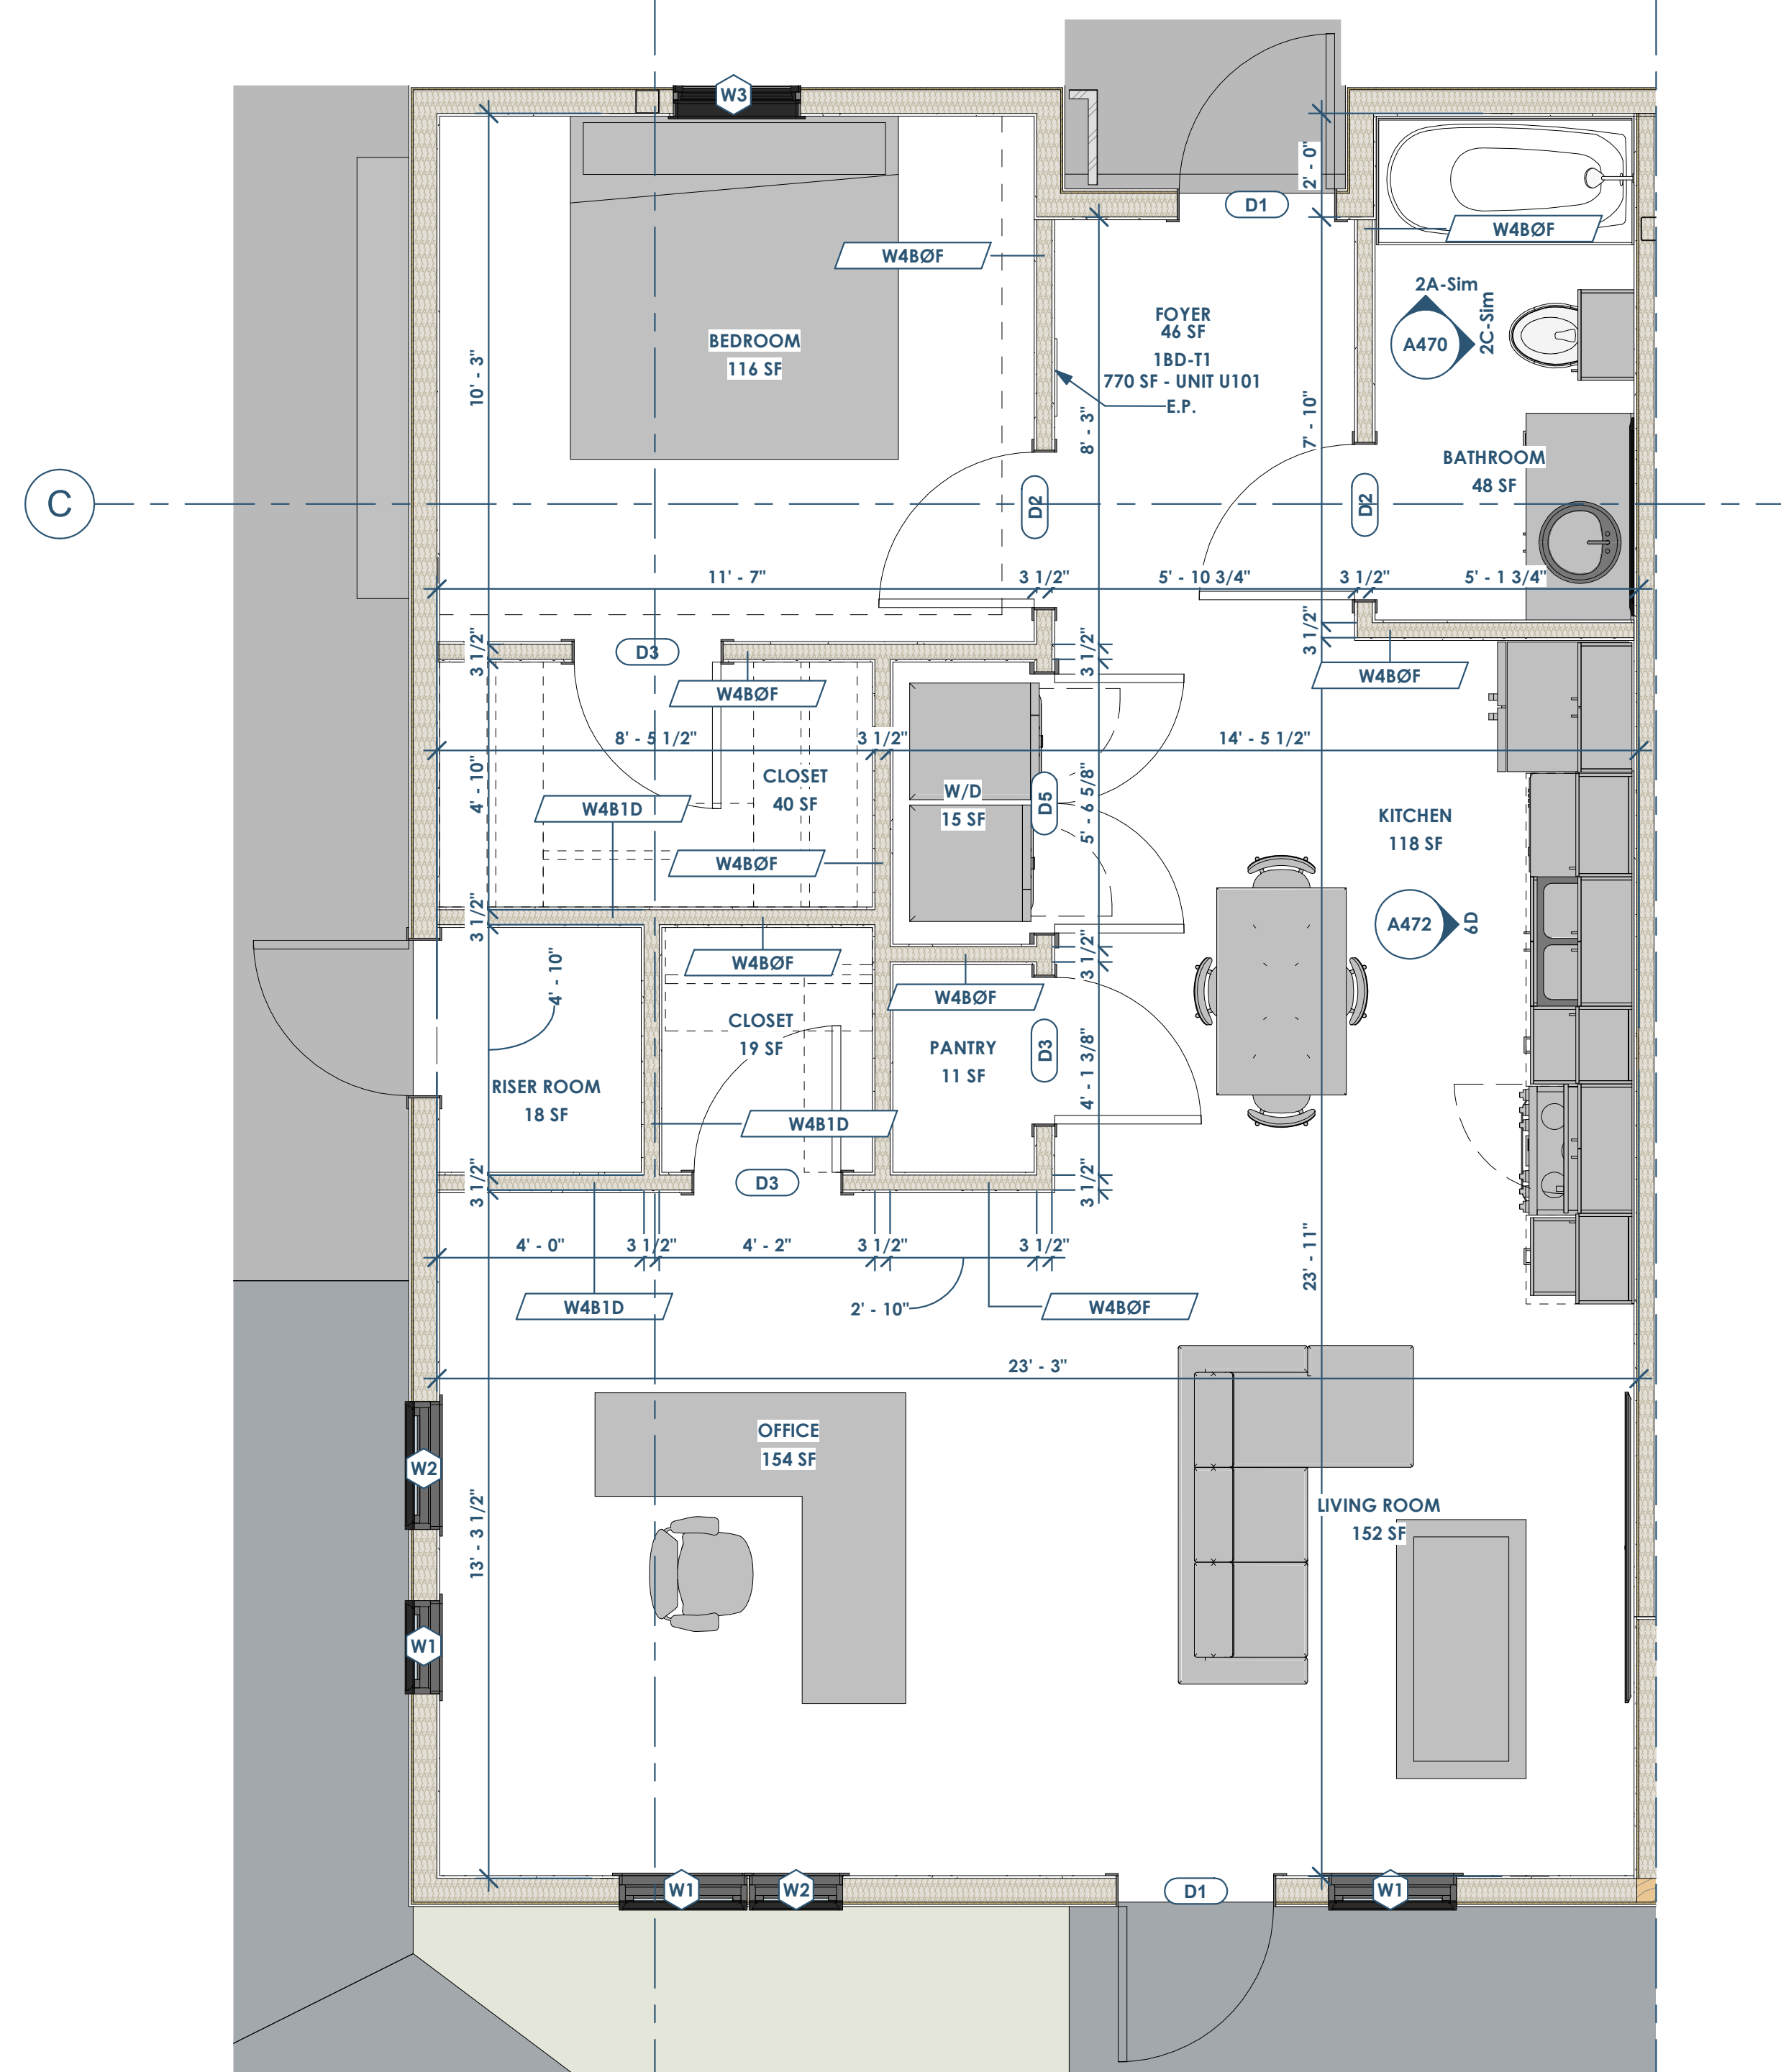 W3
2' - 0"
D1
W4BØF
W4BØF
2A-Sim
2C-Sim
A470
FOYER
46 SF
1BD-T1
770 SF - UNIT U101
E.P.
BEDROOM
116 SF
10' - 3"
8' - 3"
7' - 10"
BATHROOM
48 SF
C
D2
D2
11' - 7"
3 1/2"
5' - 10 3/4"
3 1/2"
5' - 1 3/4"
3 1/2"
D3
3 1/2"
3 1/2"
W4BØF
W4BØF
8' - 5 1/2"
3 1/2"
14' - 5 1/2"
4' - 10"
CLOSET
40 SF
W4B1D
W4BØF
W/D
15 SF
D5
5' - 6 5/8"
KITCHEN
118 SF
A472
6D
3 1/2"
W4BØF
3 1/2"
W4BØF
4' - 10"
CLOSET
19 SF
PANTRY
11 SF
D3
4' - 1 3/8"
RISER ROOM
18 SF
W4B1D
3 1/2"
D3
3 1/2"
4' - 0"
3 1/2"
4' - 2"
3 1/2"
3 1/2"
23' - 11"
W4B1D
2' - 10"
W4BØF
23' - 3"
OFFICE
154 SF
W2
LIVING ROOM
152 SF
13' - 3 1/2"
W1
W1
W2
D1
W1